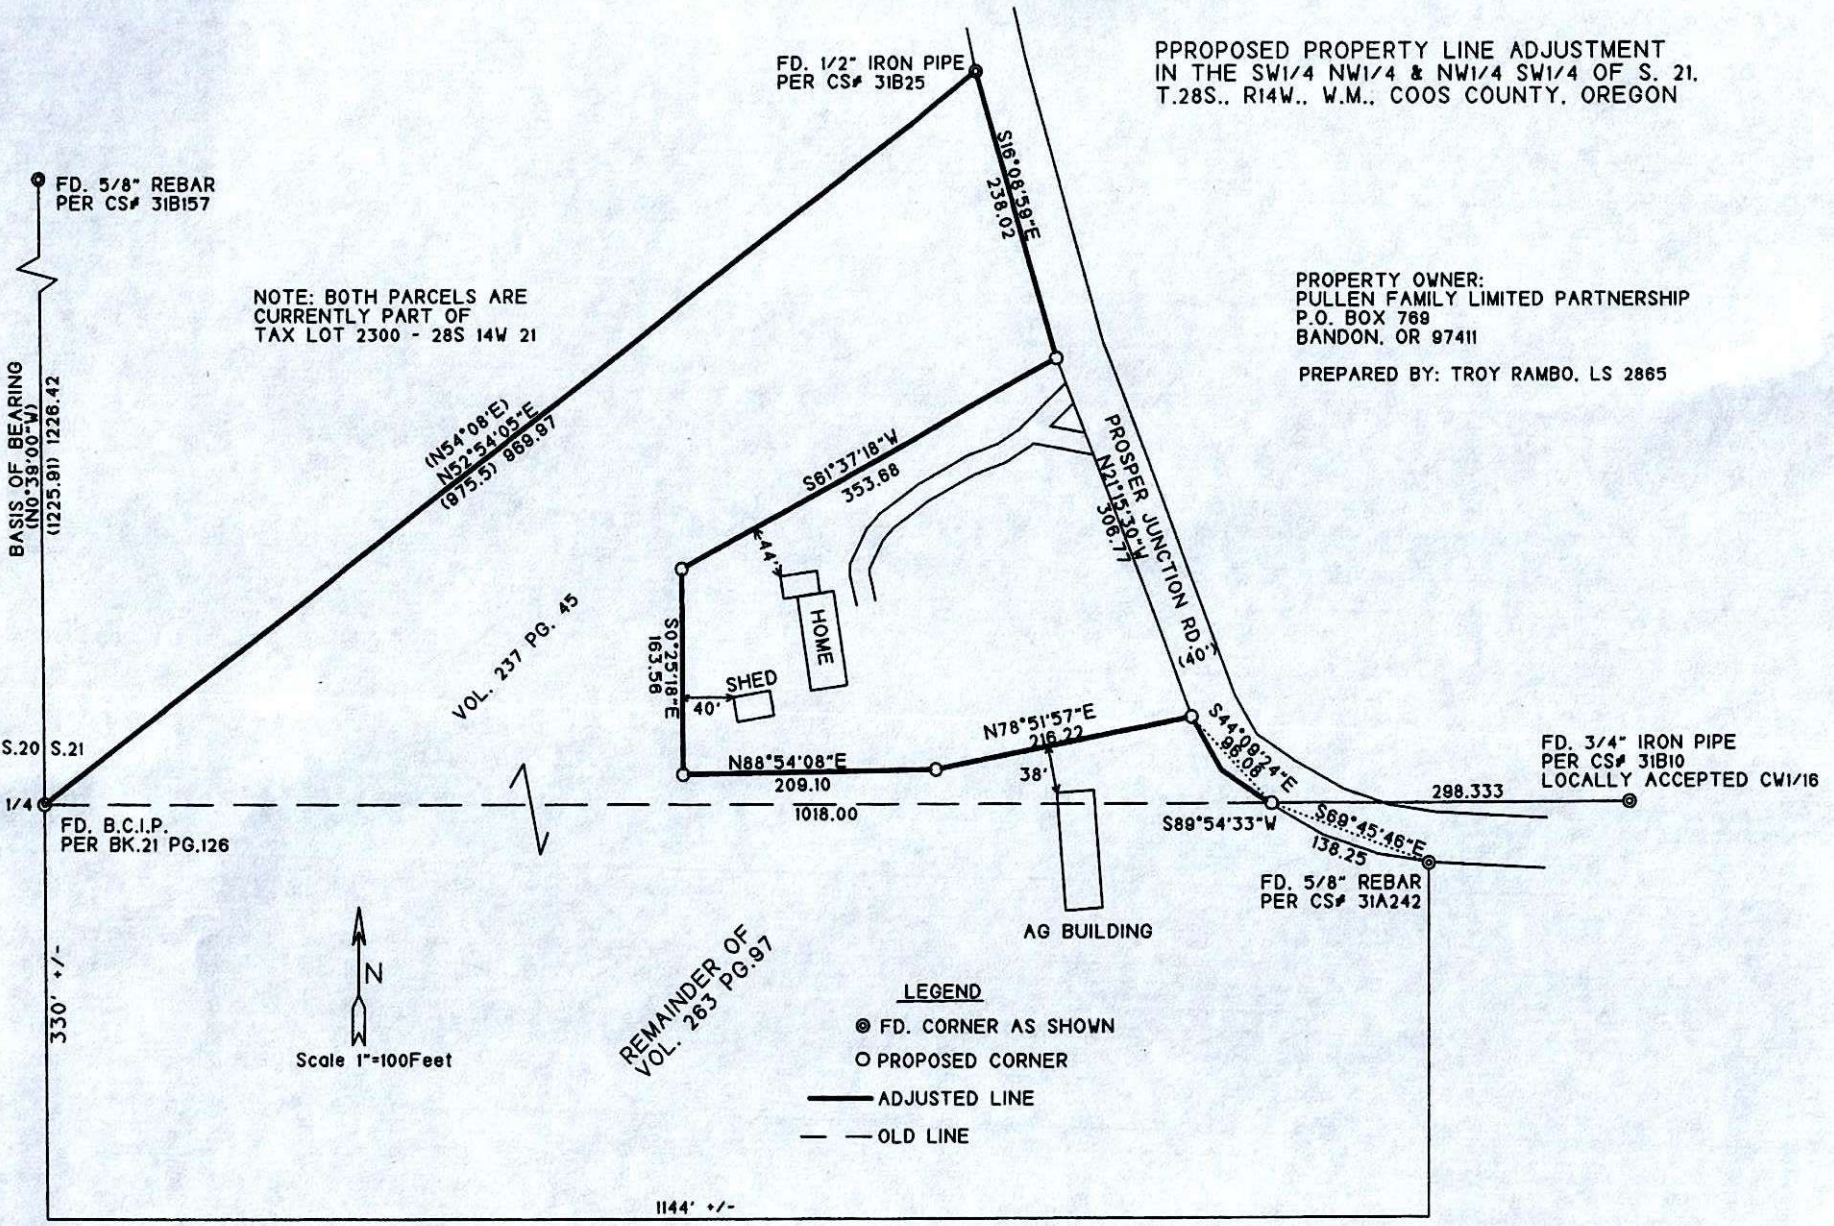 PPROPOSED PROPERTY LINE ADJUSTMENT
IN THE SW1/4 NW1/4 & NW1/4 SW1/4 OF S. 21.
T.28S., R14W., W.M., COOS COUNTY, OREGON
FD. 1/2" IRON PIPE
PER CS# 31B25
FD. 5/8" REBAR
PER CS# 31B157
S16°08'59"E
238.02
NOTE: BOTH PARCELS ARE
CURRENTLY PART OF
TAX LOT 2300 - 28S 14W 21
PROPERTY OWNER:
PULLEN FAMILY LIMITED PARTNERSHIP
P.O. BOX 769
BANDON, OR 97411
PREPARED BY: TROY RAMBO, LS 2865
BASIS OF BEARING
(N0°39'00"W)
(1225.91) 1226.42
(N54°08'E)
N52°54'05"E
(975.5) 969.97
S61°37'18"W
353.68
PROSPER JUNCTION RD.
(40')
N21°15'30"W
306.77
44'
HOME
VOL. 237 PG. 45
S0°25'18"E
163.56
SHED
40'
N78°51'57"E
216.22
S44°09'24"E
96.08
S.20 S.21
N88°54'08"E
209.10
38'
FD. 3/4" IRON PIPE
PER CS# 31B10
LOCALLY ACCEPTED CW1/16
298.333
1/4
1018.00
S89°54'33"W
S69°45'46"E
138.25
FD. B.C.I.P.
PER BK.21 PG.126
FD. 5/8" REBAR
PER CS# 31A242
AG BUILDING
330' +/-
N
Scale 1"=100Feet
REMAINDER OF
VOL. 263 PG.97
LEGEND
FD. CORNER AS SHOWN
PROPOSED CORNER
ADJUSTED LINE
OLD LINE
1144' +/-